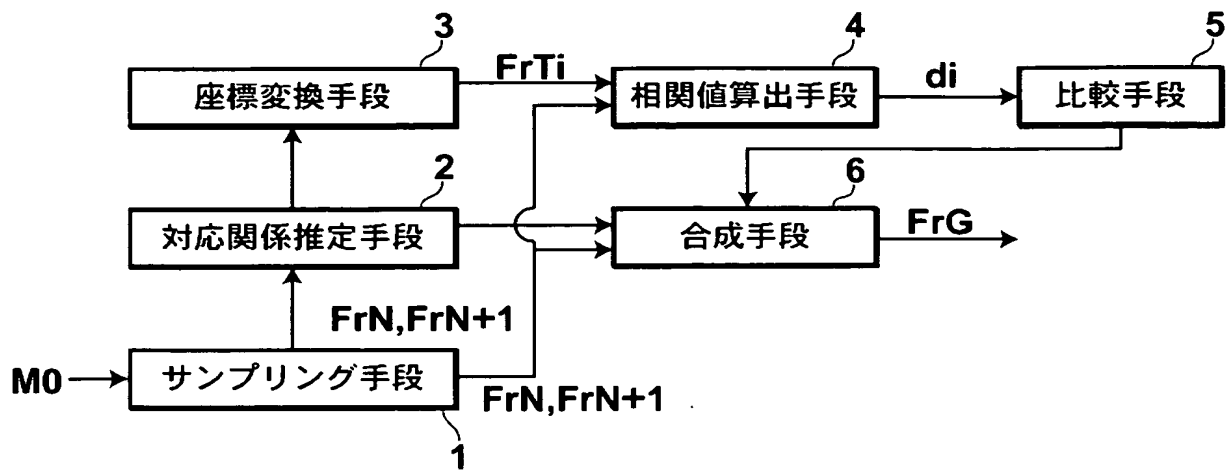 3
4
5
座標変換手段
FrTi
相関値算出手段
di
比較手段
2
6
対応関係推定手段
合成手段
FrG
FrN,FrN+1
M0
サンプリング手段
FrN,FrN+1
1